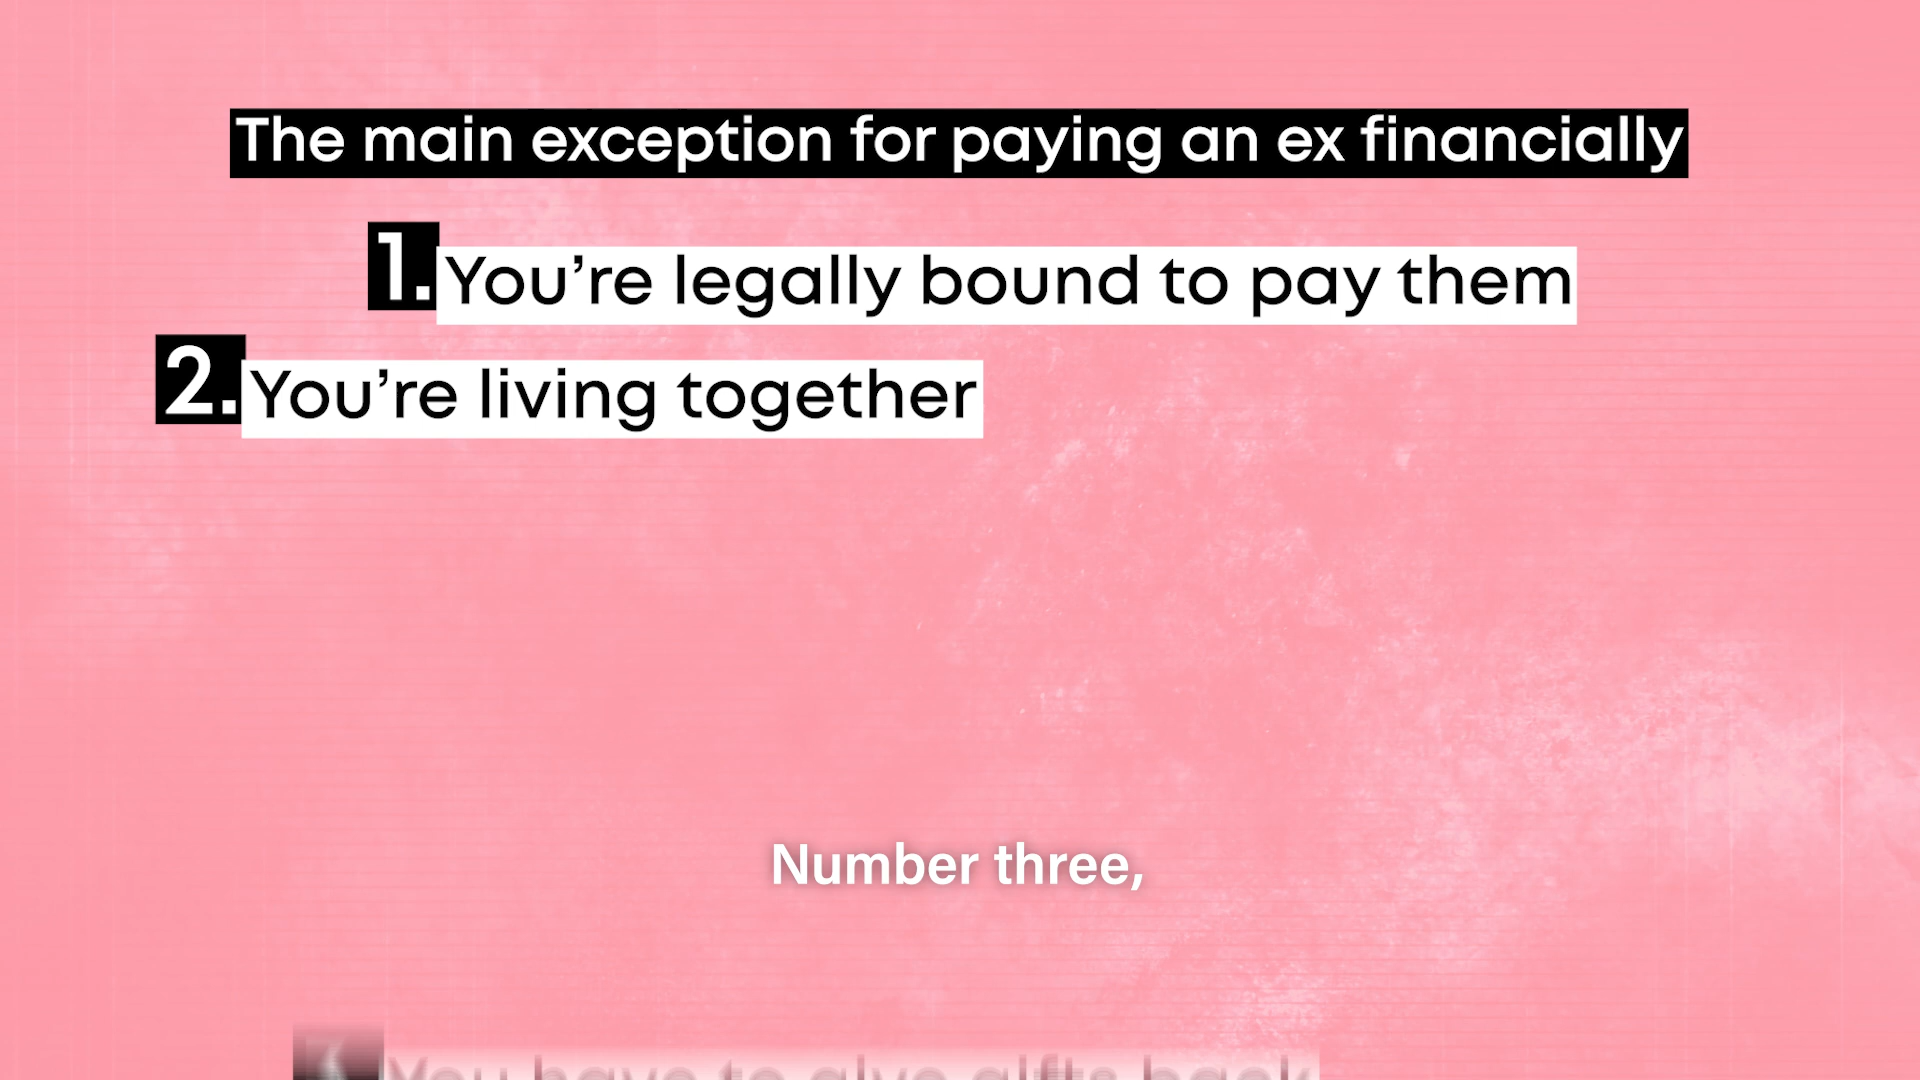 The main exception for paying an ex financially
1. You’re legally bound to pay them
2. You’re living together
Number three,
You have to give gifts back